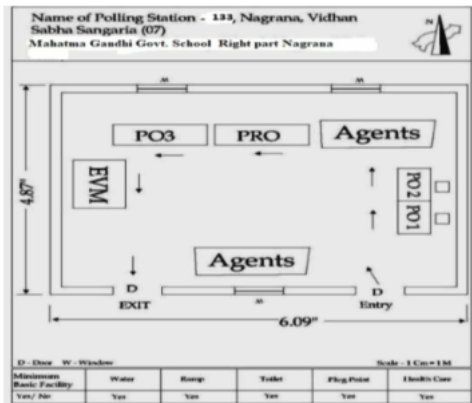 Name of Polling Station - 133, Nagrana, Vidhan
Sabha Sangaria (07)
Mahatma Gandhi Govt. School Right part Nagrana
N
W
W
PO3
PRO
Agents
EVM
PO2
PO1
4.87"
Agents
D
EXIT
W
D
Entry
6.09"
D - Door W - Window
Scale - 1 Cm = 1 M
Minimum Basic Facility Water Ramp Toilet Plug Point Health Care
Yes/ No Yes Yes Yes Yes Yes